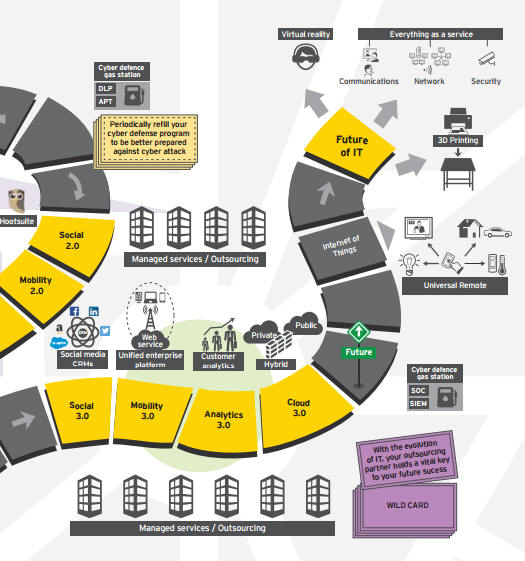 Virtual reality
Everything as a service
Communications
Network
Security
Cyber defence
gas station
DLP
APT
Periodically refill your
cyber defense program
to be better prepared
against cyber attack
Future
of IT
3D Printing
Hootsuite
Social
2.0
Managed services / Outsourcing
Internet of
Things
Universal Remote
Mobility
2.0
Social media
CRMs
CRM
Web
service
Unified enterprise
platform
Customer
analytics
Private
Public
Hybrid
Future
Cyber defence
gas station
SOC
SIEM
Social
3.0
Mobility
3.0
Analytics
3.0
Cloud
3.0
With the evolution
of IT, your outsourcing
partner holds a vital key
to your future sucess
WILD CARD
Managed services / Outsourcing